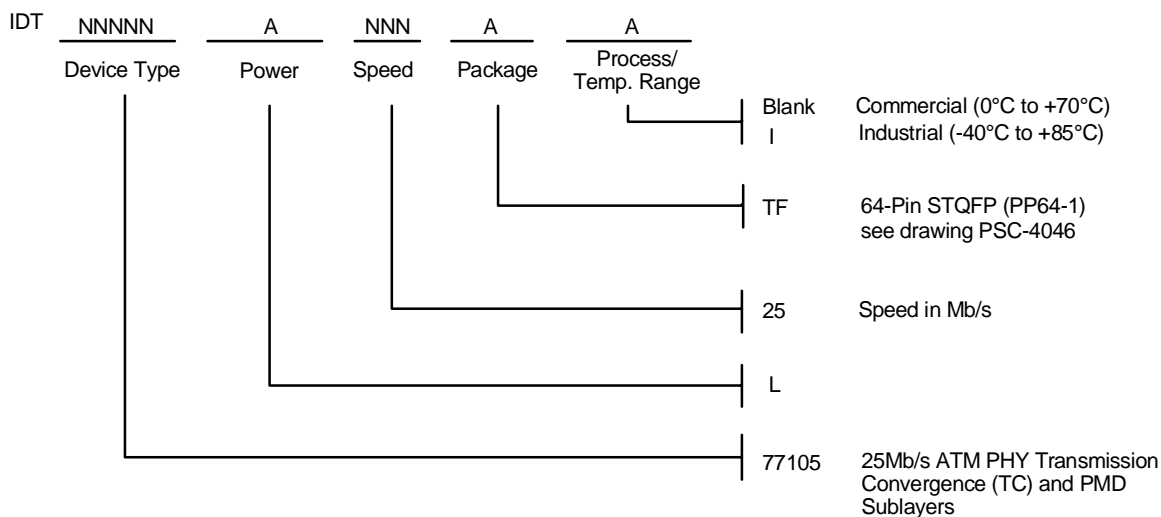 IDT NNNNN A NNN A A
Device Type Power Speed Package Process/
Temp. Range
Blank Commercial (0°C to +70°C)
I Industrial (-40°C to +85°C)
TF 64-Pin STQFP (PP64-1)
see drawing PSC-4046
25 Speed in Mb/s
L
77105 25Mb/s ATM PHY Transmission
Convergence (TC) and PMD
Sublayers